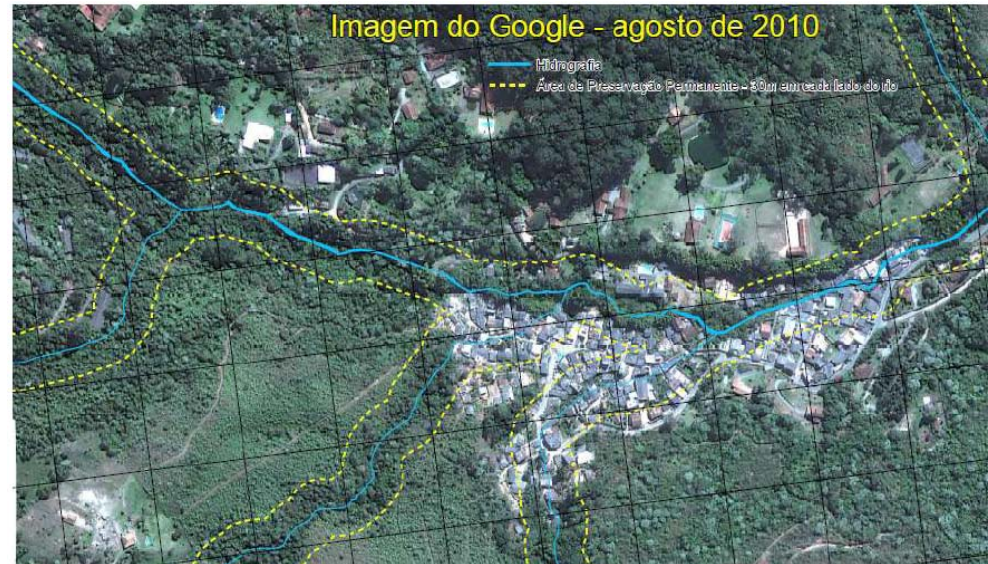 Imagem do Google - agosto de 2010
Hidrografia
Área de Preservação Permanente - 30m em cada lado do rio